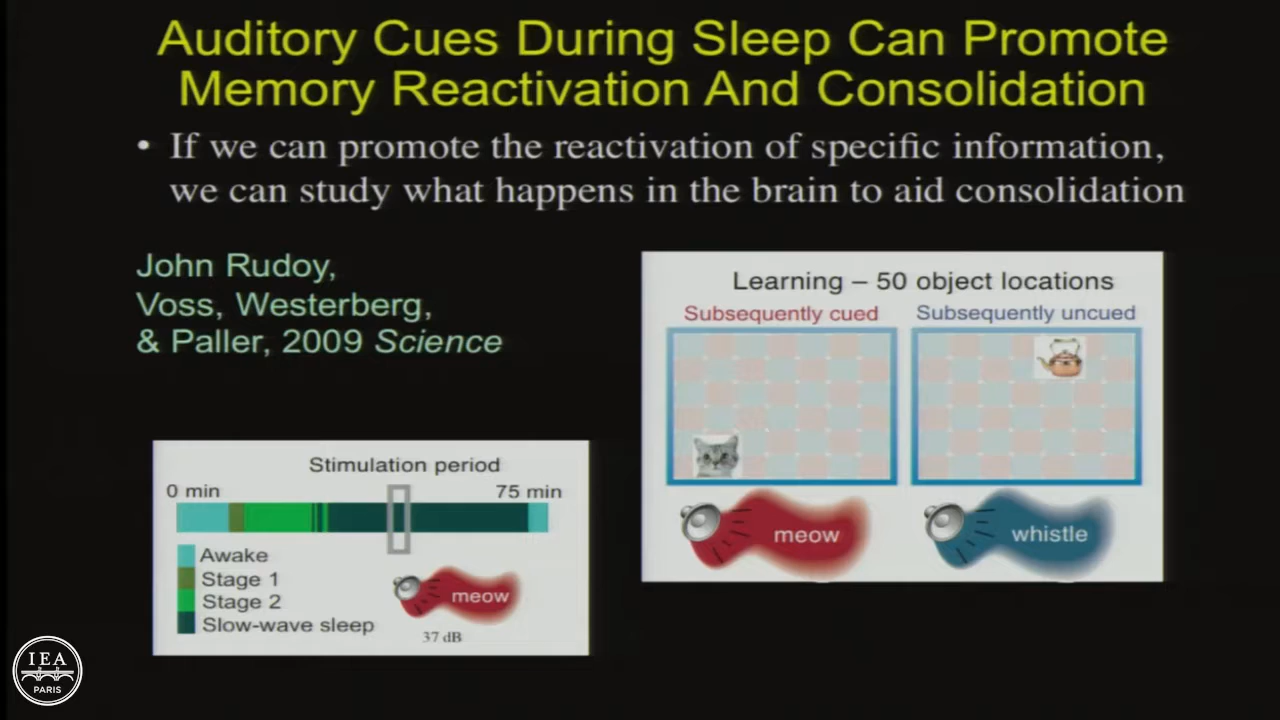 Auditory Cues During Sleep Can Promote
Memory Reactivation And Consolidation
• If we can promote the reactivation of specific information,
we can study what happens in the brain to aid consolidation
John Rudoy,
Voss, Westerberg,
& Paller, 2009 Science
Learning – 50 object locations
Subsequently cued
Subsequently uncued
meow
whistle
Stimulation period
0 min
75 min
Awake
Stage 1
Stage 2
Slow-wave sleep
meow
37 dB
IEA
PARIS